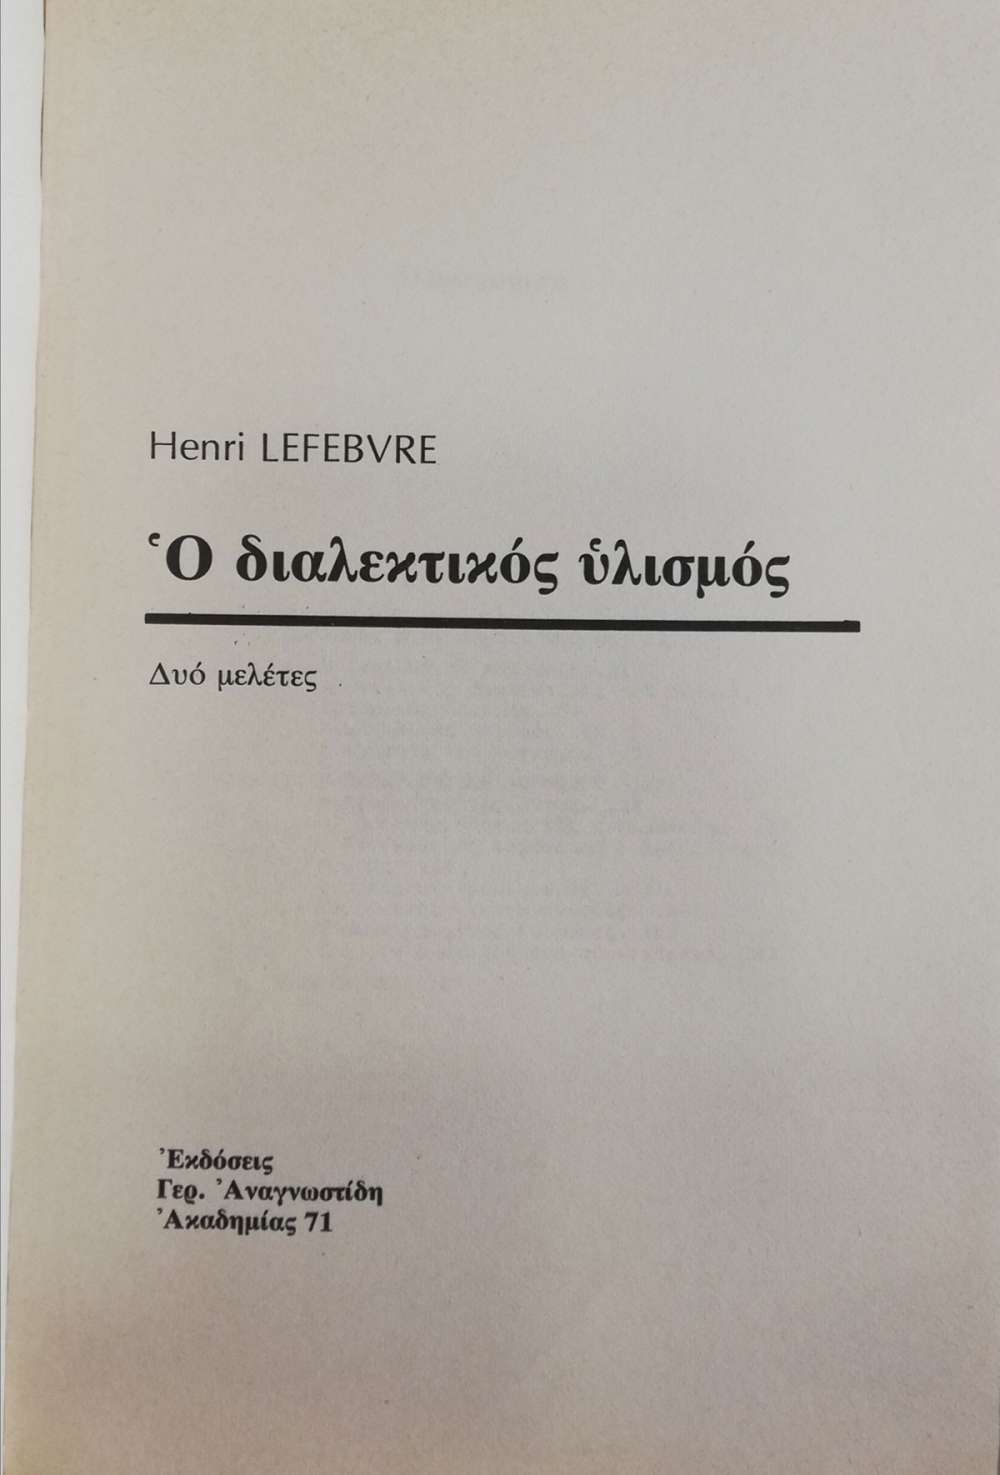 Henri LEFEBVRE
Ὁ διαλεκτικός ὑλισμός
Δυό μελέτες
Ἐκδόσεις
Γερ. Ἀναγνωστίδη
Ἀκαδημίας 71